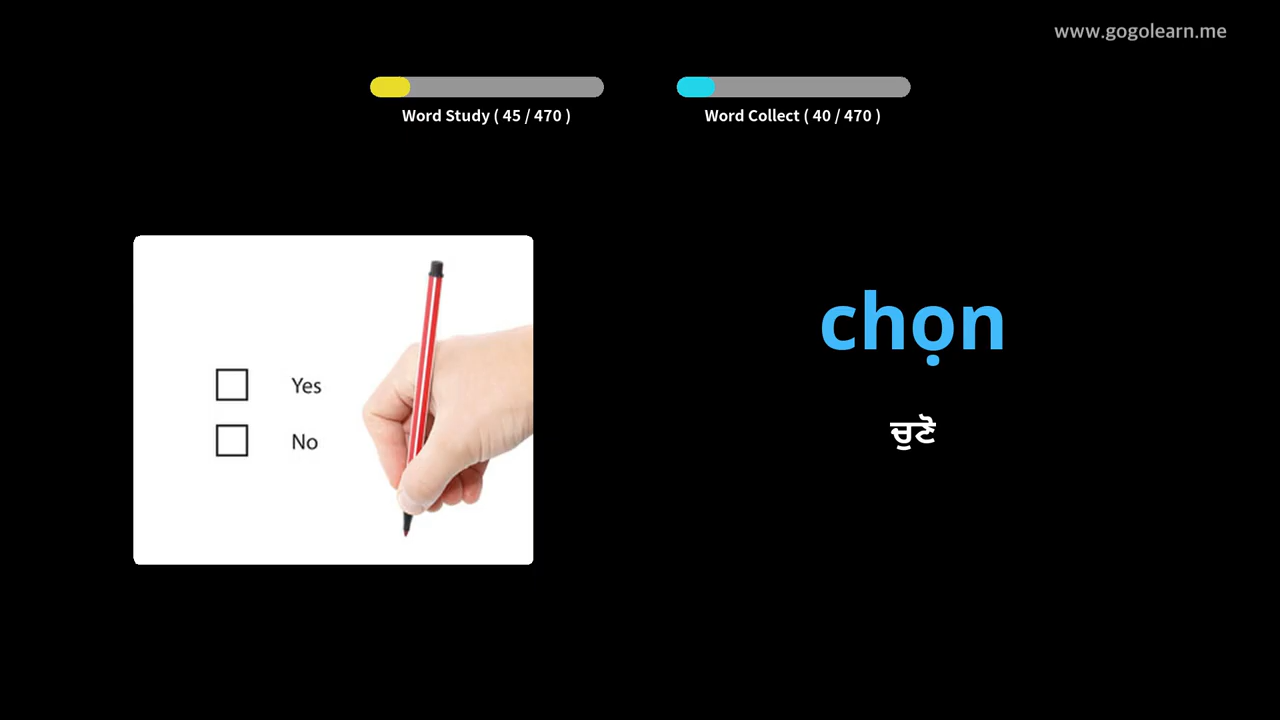 www.gogolearn.me
Word Study ( 45 / 470 )
Word Collect ( 40 / 470 )
Yes
No
chọn
ਚੁਣੋ